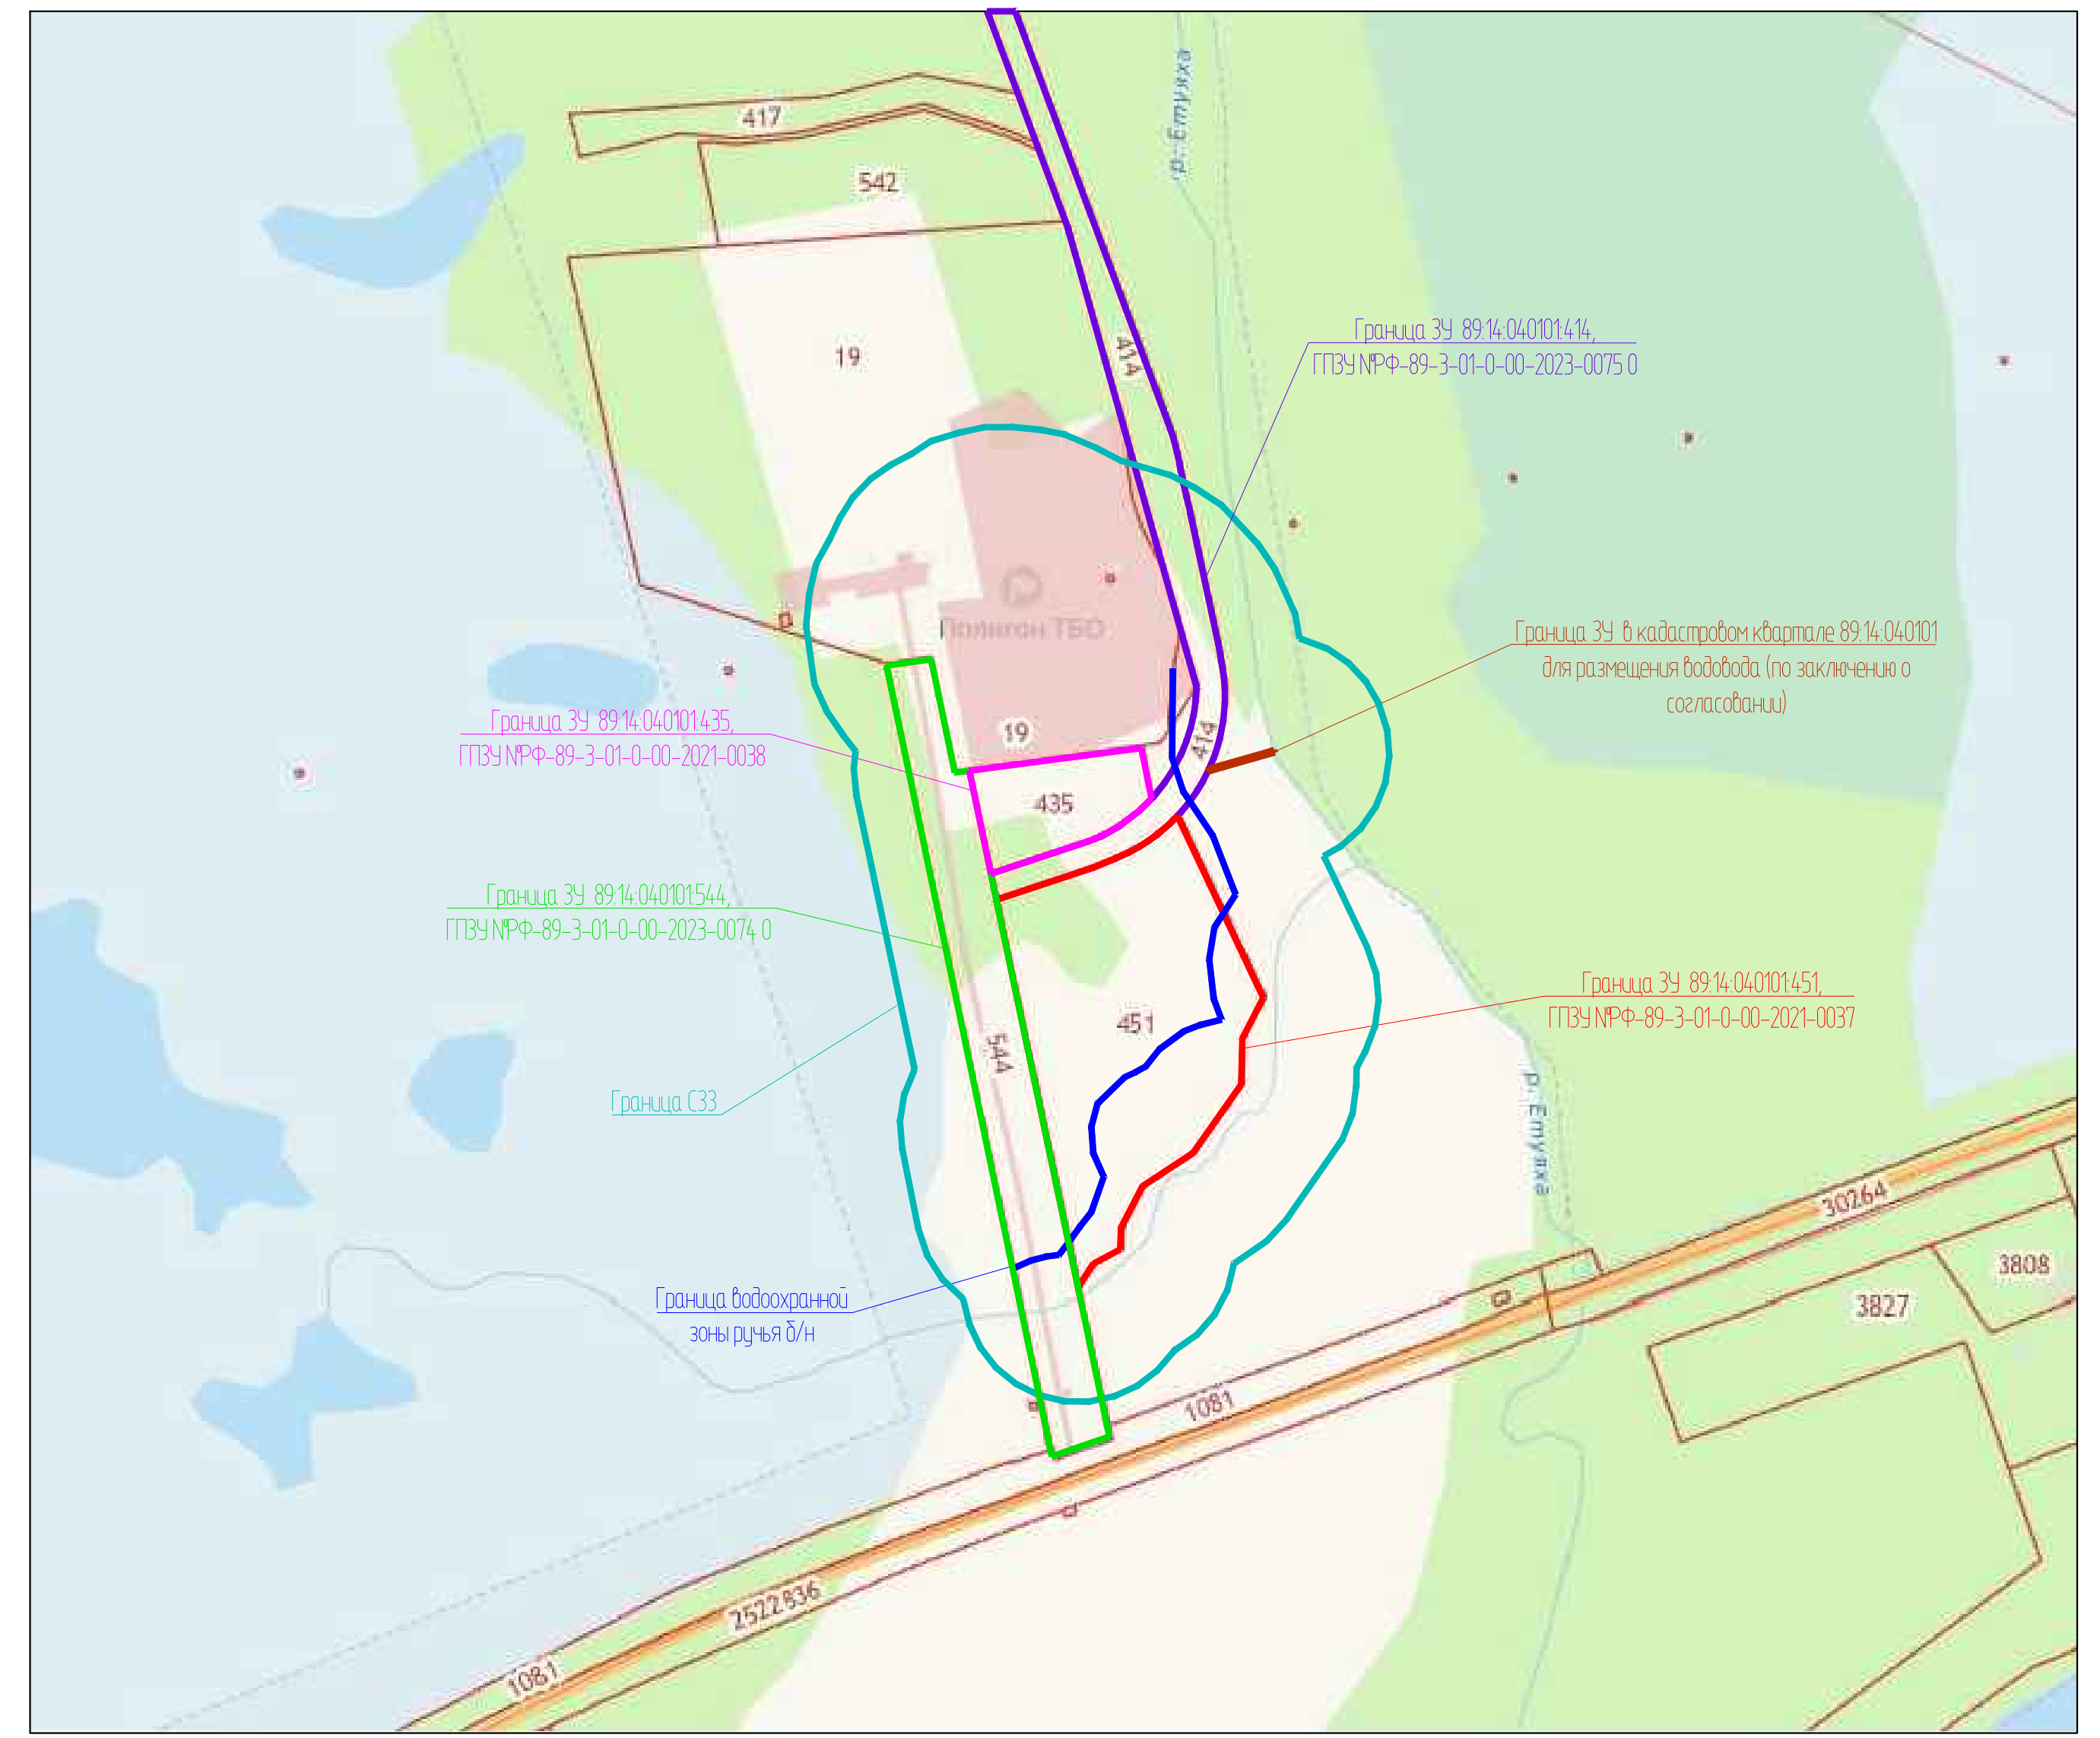 р. Етуяха
417
542
414
19
Граница ЗУ 89:14:040101:414,
ГПЗУ №РФ-89-3-01-0-00-2023-0075 0
Полигон ТБО
Граница ЗУ в кадастровом квартале 89:14:040101
для размещения водовода (по заключению о
согласовании)
Граница ЗУ 89:14:040101:435,
ГПЗУ №РФ-89-3-01-0-00-2021-0038
19
414
435
Граница ЗУ 89:14:040101:544,
ГПЗУ №РФ-89-3-01-0-00-2023-0074 0
Граница ЗУ 89:14:040101:451,
ГПЗУ №РФ-89-3-01-0-00-2021-0037
451
544
Граница СЗЗ
р. Етуяха
30264
3808
3827
Граница водоохранной
зоны ручья б/н
1081
2522836
1081